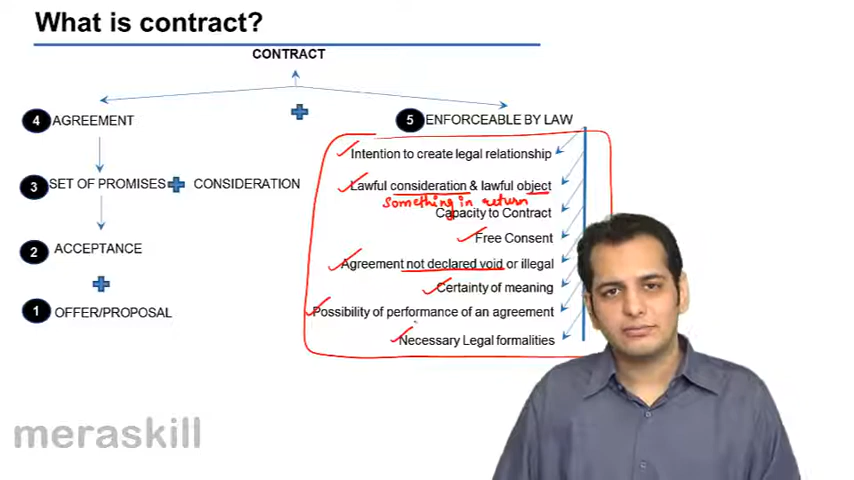 What is contract?
CONTRACT
4 AGREEMENT
5 ENFORCEABLE BY LAW
Intention to create legal relationship
3 SET OF PROMISES
CONSIDERATION
Lawful consideration & lawful object
Something in return
Capacity to Contract
Free Consent
2 ACCEPTANCE
Agreement not declared void or illegal
Certainty of meaning
1 OFFER/PROPOSAL
Possibility of performance of an agreement
Necessary Legal formalities
meraskill